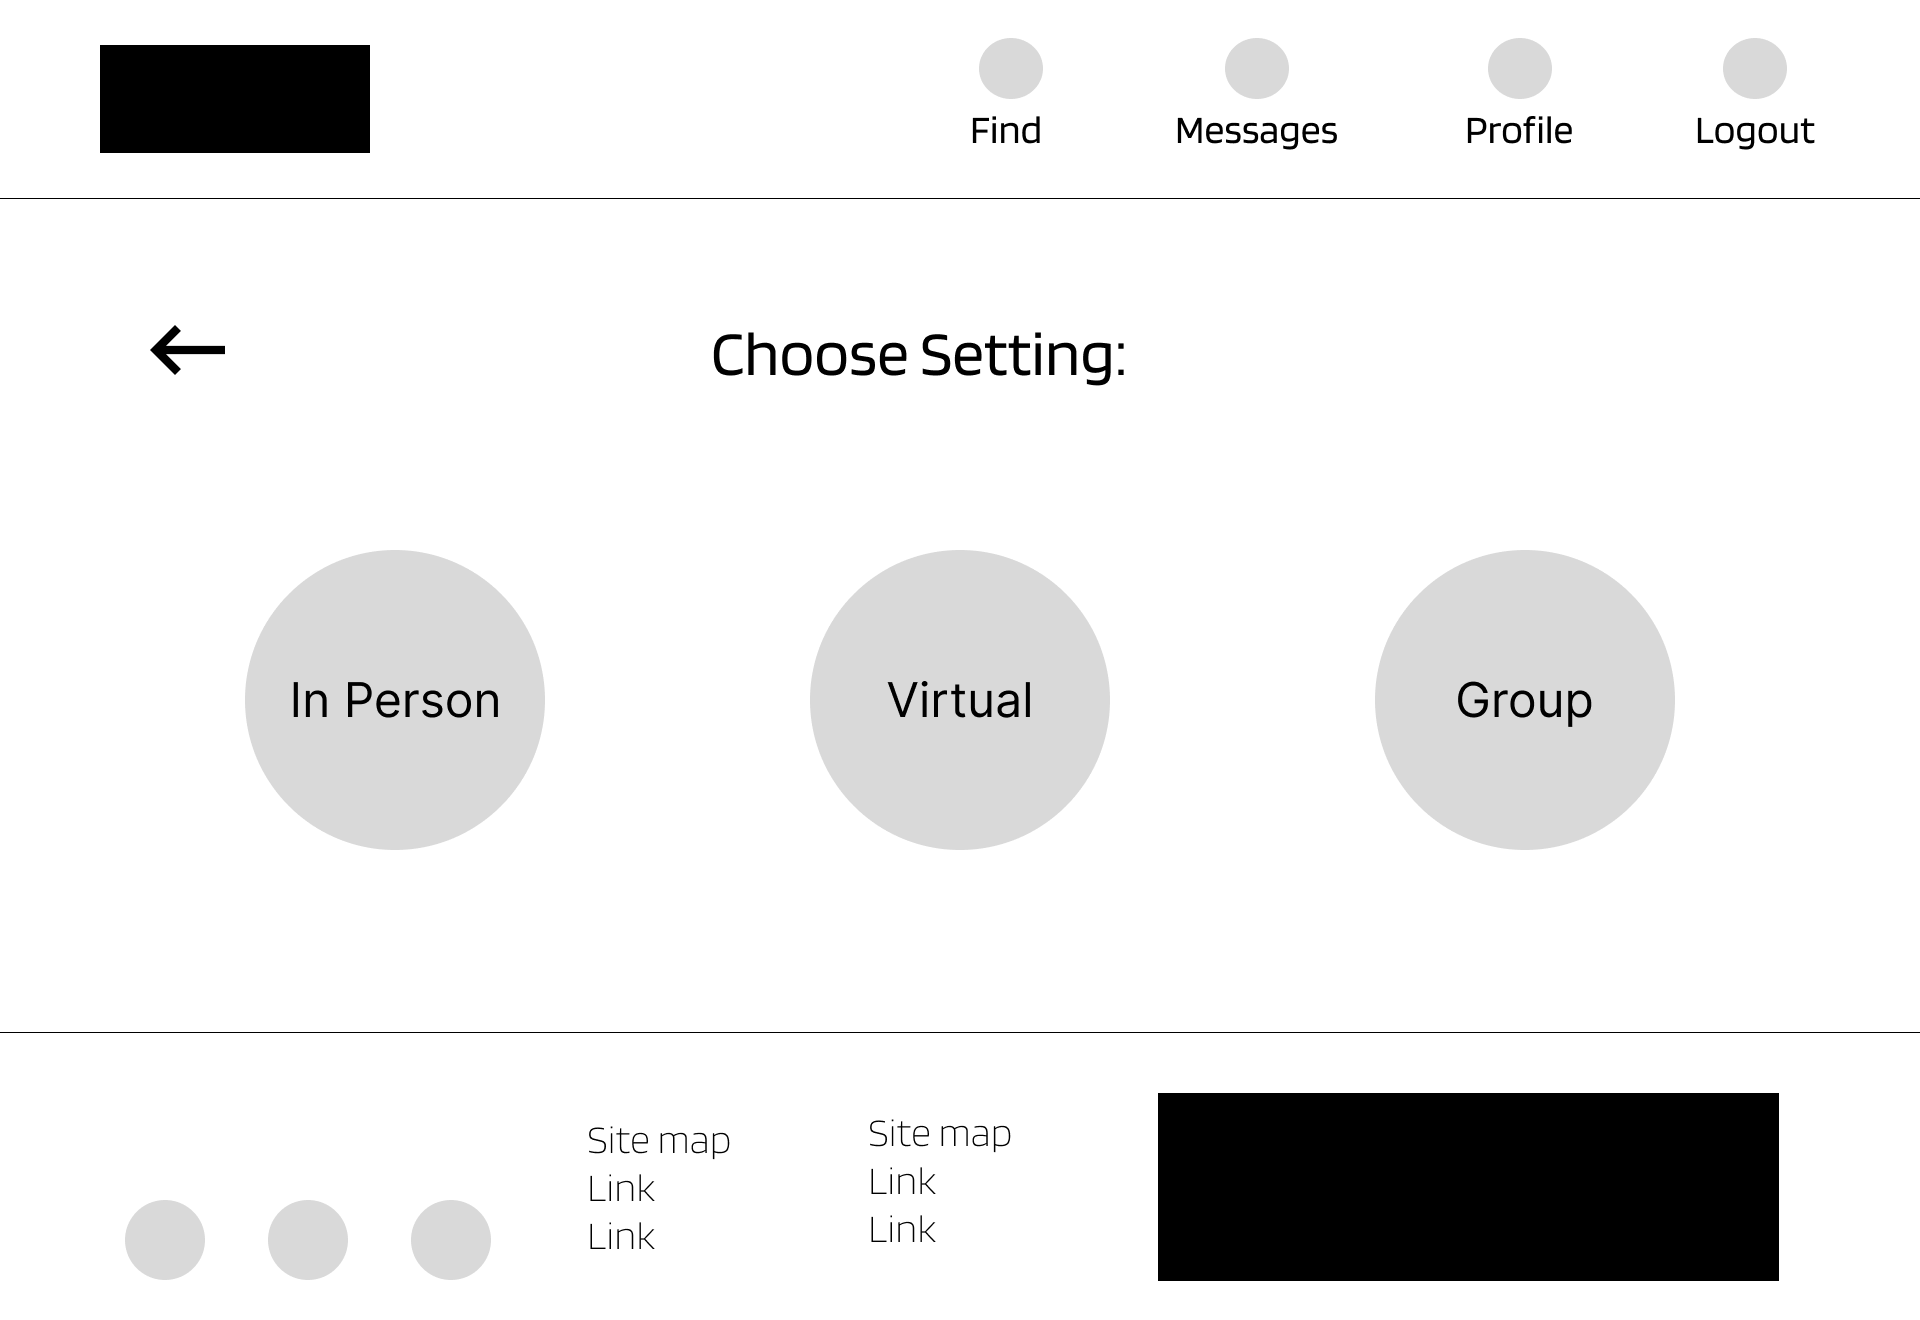 Find
Messages
Profile
Logout
Choose Setting:
In Person
Virtual
Group
Site map
Link
Link
Site map
Link
Link